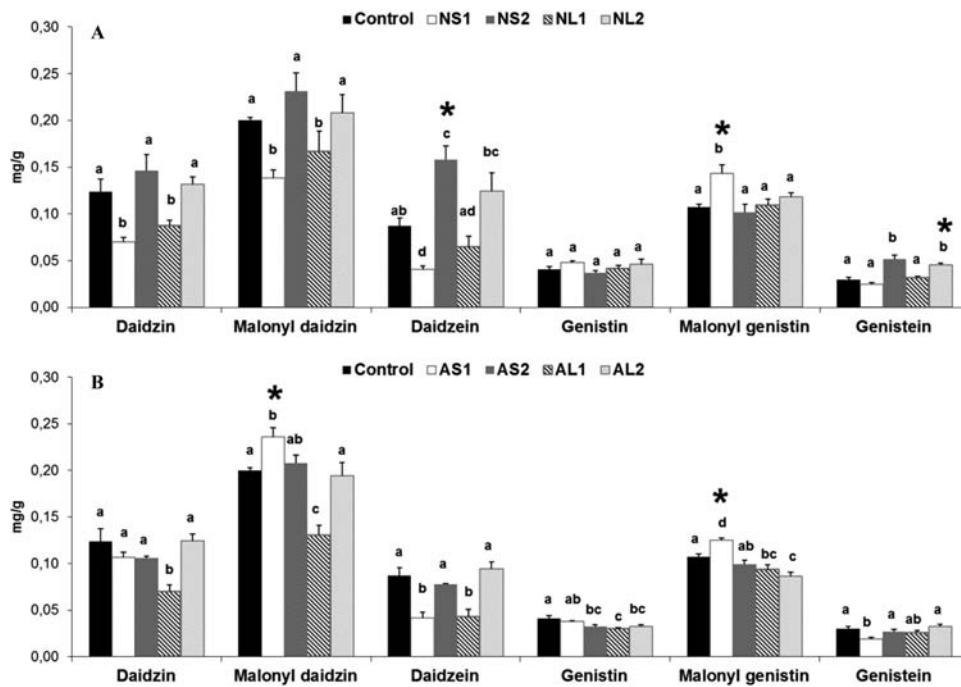 Control NS1 NS2 NL1 NL2
A
0,30
0,25
0,20
0,15
0,10
0,05
0,00
mg/g
a b a b a
a b a b a
ab d c ad bc
*
a a a a a
a b a a a
*
a a b a b
*
Daidzin Malonyl daidzin Daidzein Genistin Malonyl genistin Genistein
Control AS1 AS2 AL1 AL2
B
0,30
0,25
0,20
0,15
0,10
0,05
0,00
mg/g
a a a b a
a b ab c a
*
a b a b a
a ab bc c bc
a d ab bc c
*
a b a ab a
Daidzin Malonyl daidzin Daidzein Genistin Malonyl genistin Genistein